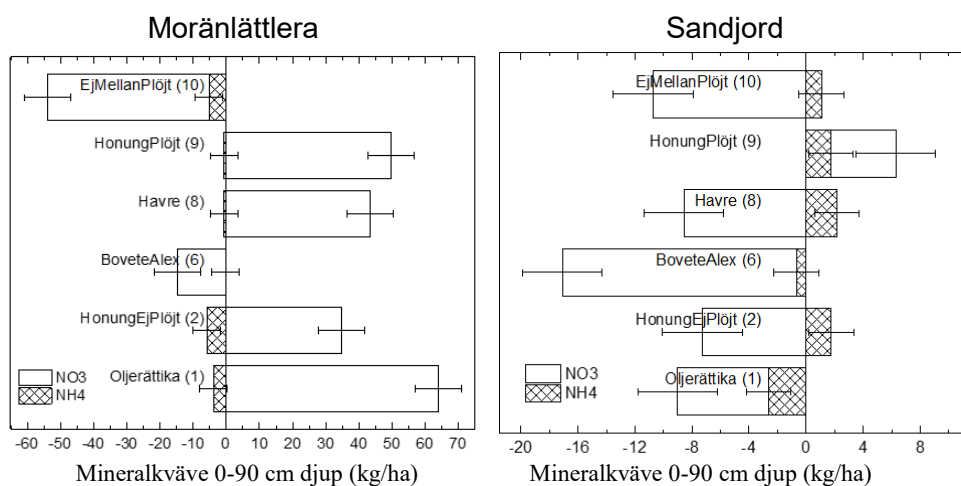 Moränlättlera
EjMellanPlöjt (10)
HonungPlöjt (9)
Havre (8)
BoveteAlex (6)
HonungEjPlöjt (2)
Oljerättika (1)
NO3
NH4
-60 -50 -40 -30 -20 -10 0 10 20 30 40 50 60 70
Mineralkväve 0-90 cm djup (kg/ha)
Sandjord
EjMellanPlöjt (10)
HonungPlöjt (9)
Havre (8)
BoveteAlex (6)
HonungEjPlöjt (2)
Oljerättika (1)
NO3
NH4
-20 -16 -12 -8 -4 0 4 8
Mineralkväve 0-90 cm djup (kg/ha)